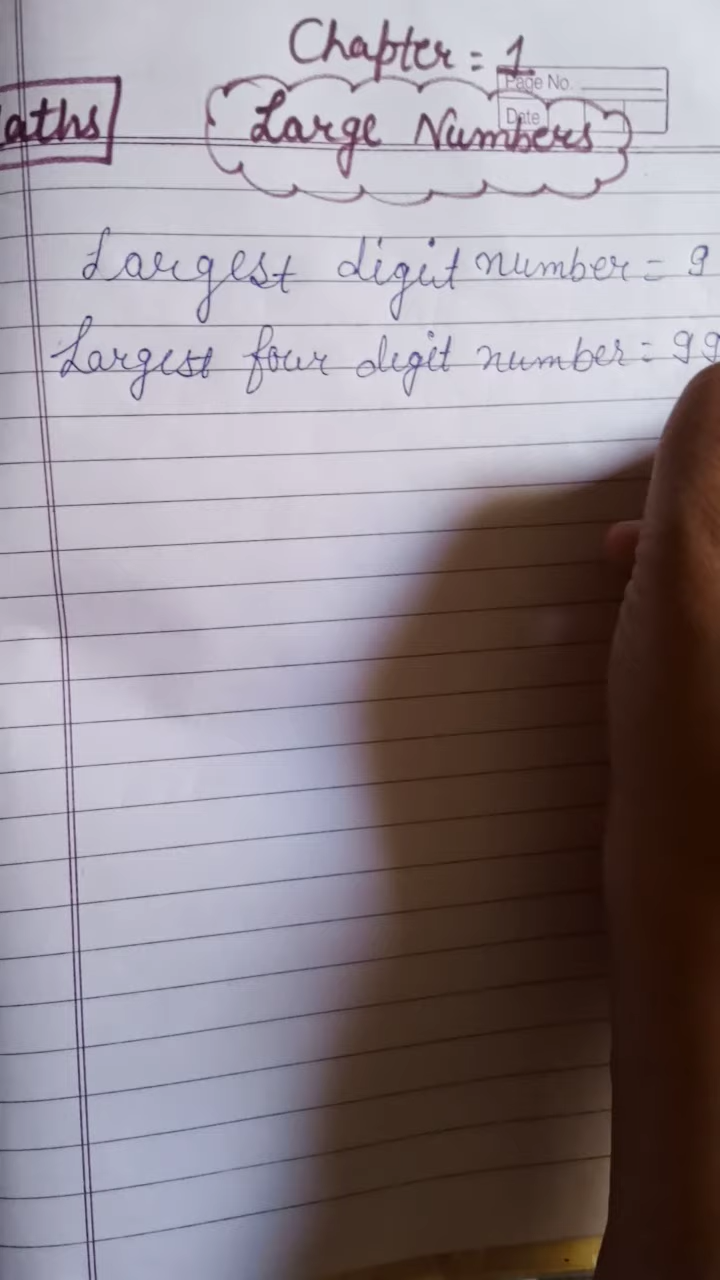 Chapter = 1
Page No.
Date
aths
Large Numbers
Largest digit number = 9
Largest four digit number = 99